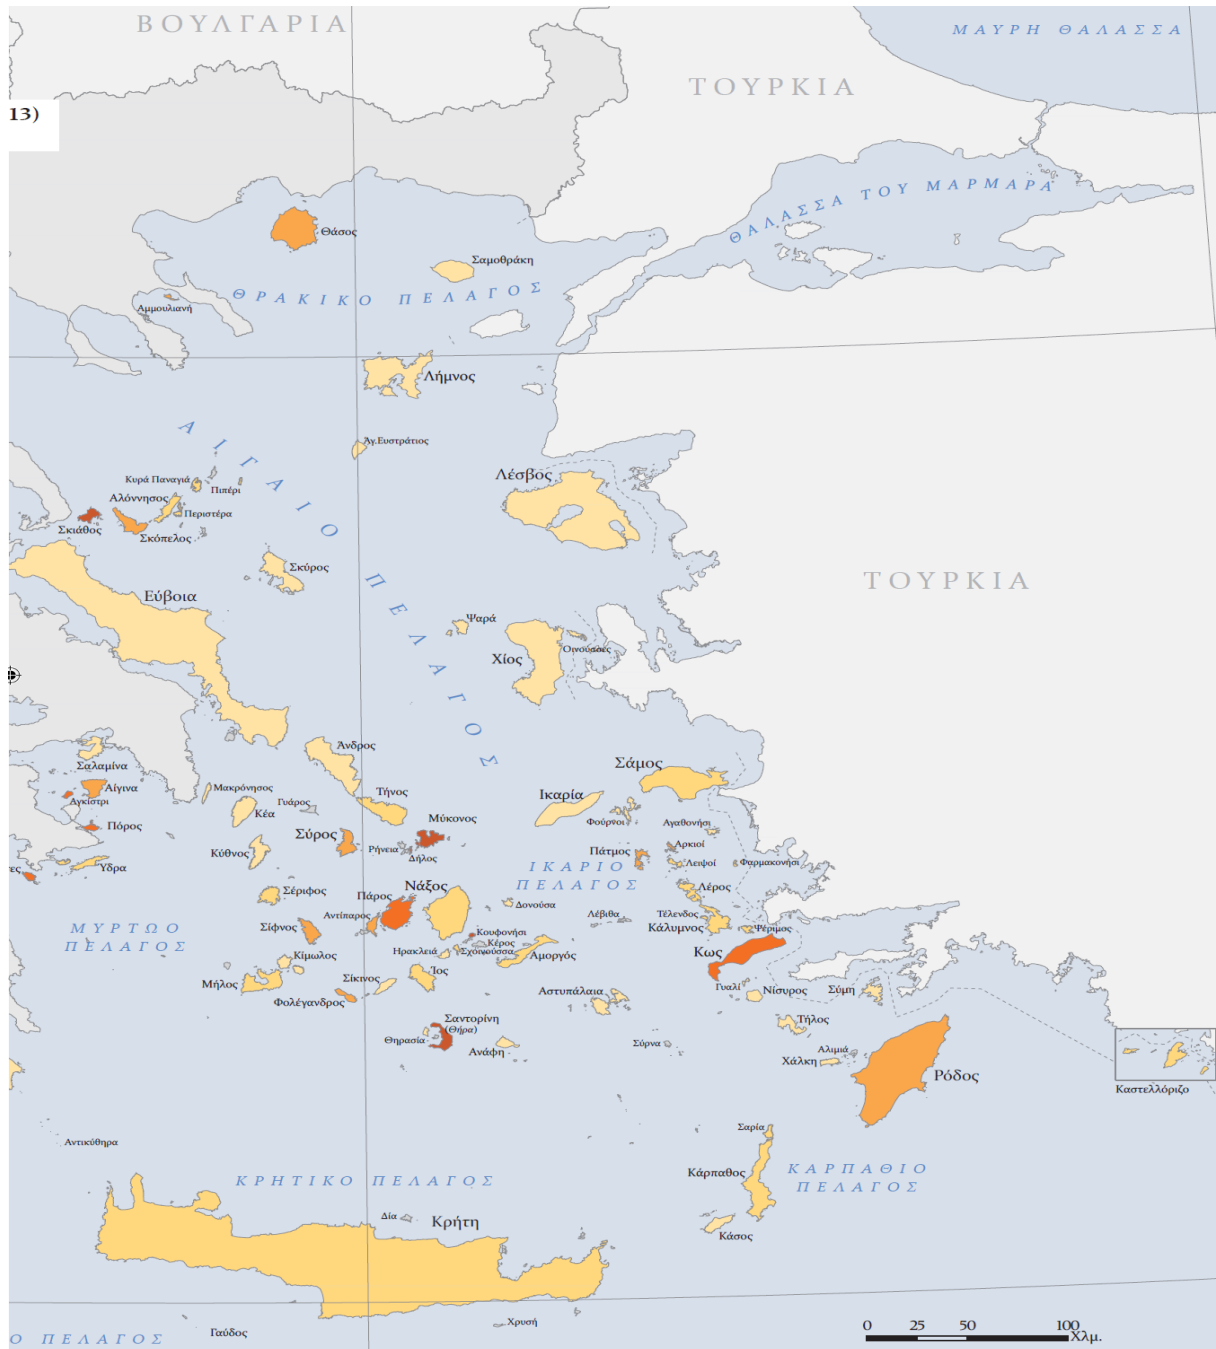 ΒΟΥΛΓΑΡΙΑ
ΜΑΥΡΗ ΘΑΛΑΣΣΑ
ΤΟΥΡΚΙΑ
13)
ΘΑΛΑΣΣΑ ΤΟΥ ΜΑΡΜΑΡΑ
Θάσος
Σαμοθράκη
ΘΡΑΚΙΚΟ ΠΕΛΑΓΟΣ
Αμμουλιανή
Λήμνος
ΑΙΓΑΙΟ ΠΕΛΑΓΟΣ
Άγ.Ευστράτιος
Λέσβος
Κυρά Παναγιά
Πιπέρι
Αλόννησος
Περιστέρα
Σκιάθος
Σκόπελος
Σκύρος
ΤΟΥΡΚΙΑ
Εύβοια
Ψαρά
Χίος
Οινούσσες
Άνδρος
Σαλαμίνα
Σάμος
Αίγινα
Μακρόνησος
Αγκίστρι
Γυάρος
Τήνος
Ικαρία
Κέα
Φούρνοι
Αγαθονήσι
Πόρος
Σύρος
Μύκονος
Ρήνεια
Δήλος
Αρκιοί
Κύθνος
Πάτμος
Λειψοί
Φαρμακονήσι
τες
Ύδρα
ΙΚΑΡΙΟ
ΠΕΛΑΓΟΣ
Σέριφος
Πάρος
Νάξος
Λέρος
Δονούσα
Αντίπαρος
Λέβιθα
Τέλενδος
Σίφνος
Κάλυμνος
Ψέριμος
ΜΥΡΤΩΟ
ΠΕΛΑΓΟΣ
Κουφονήσι
Κέρος
Ηρακλειά
Σχοινούσσα
Αμοργός
Κως
Κίμωλος
Μήλος
Σίκινος
Ίος
Γυαλί
Νίσυρος
Σύμη
Φολέγανδρος
Αστυπάλαια
Σαντορίνη
(Θήρα)
Τήλος
Θηρασία
Ανάφη
Σύρνα
Αλιμιά
Χάλκη
Ρόδος
Καστελλόριζο
Σαρία
Αντικύθηρα
Κάρπαθος
ΚΑΡΠΑΘΙΟ
ΠΕΛΑΓΟΣ
ΚΡΗΤΙΚΟ ΠΕΛΑΓΟΣ
Δία
Κρήτη
Κάσος
Χρυσή
Γαύδος
Ο ΠΕΛΑΓΟΣ
0 25 50 100
Χλμ.